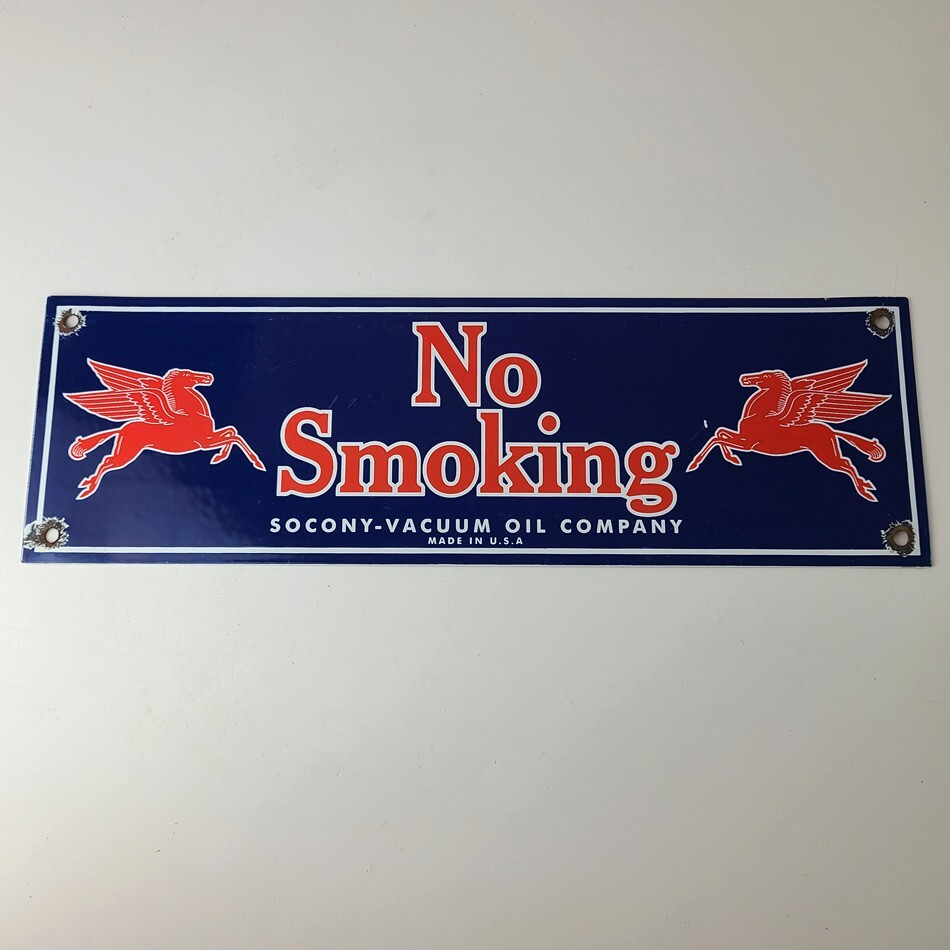 No
Smoking
SOCONY-VACUUM OIL COMPANY
MADE IN U.S.A